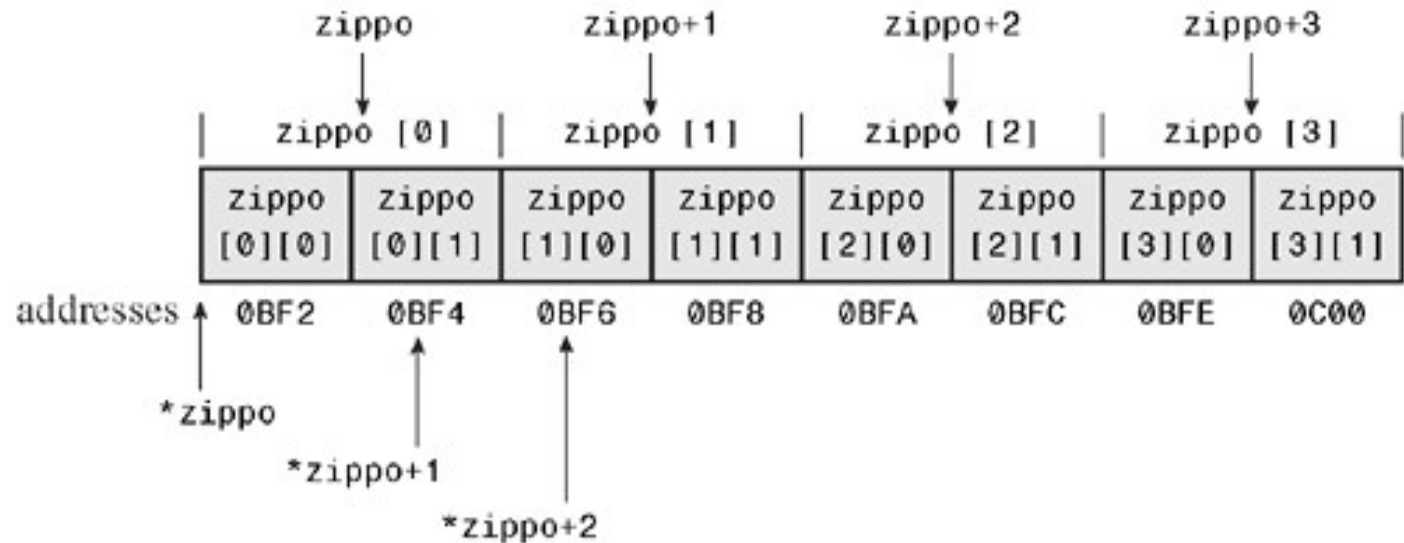 zippo zippo+1 zippo+2 zippo+3
zippo [0] zippo [1] zippo [2] zippo [3]
zippo zippo zippo zippo zippo zippo zippo zippo
[0][0] [0][1] [1][0] [1][1] [2][0] [2][1] [3][0] [3][1]
addresses 0BF2 0BF4 0BF6 0BF8 0BFA 0BFC 0BFE 0C00
*zippo
*zippo+1
*zippo+2